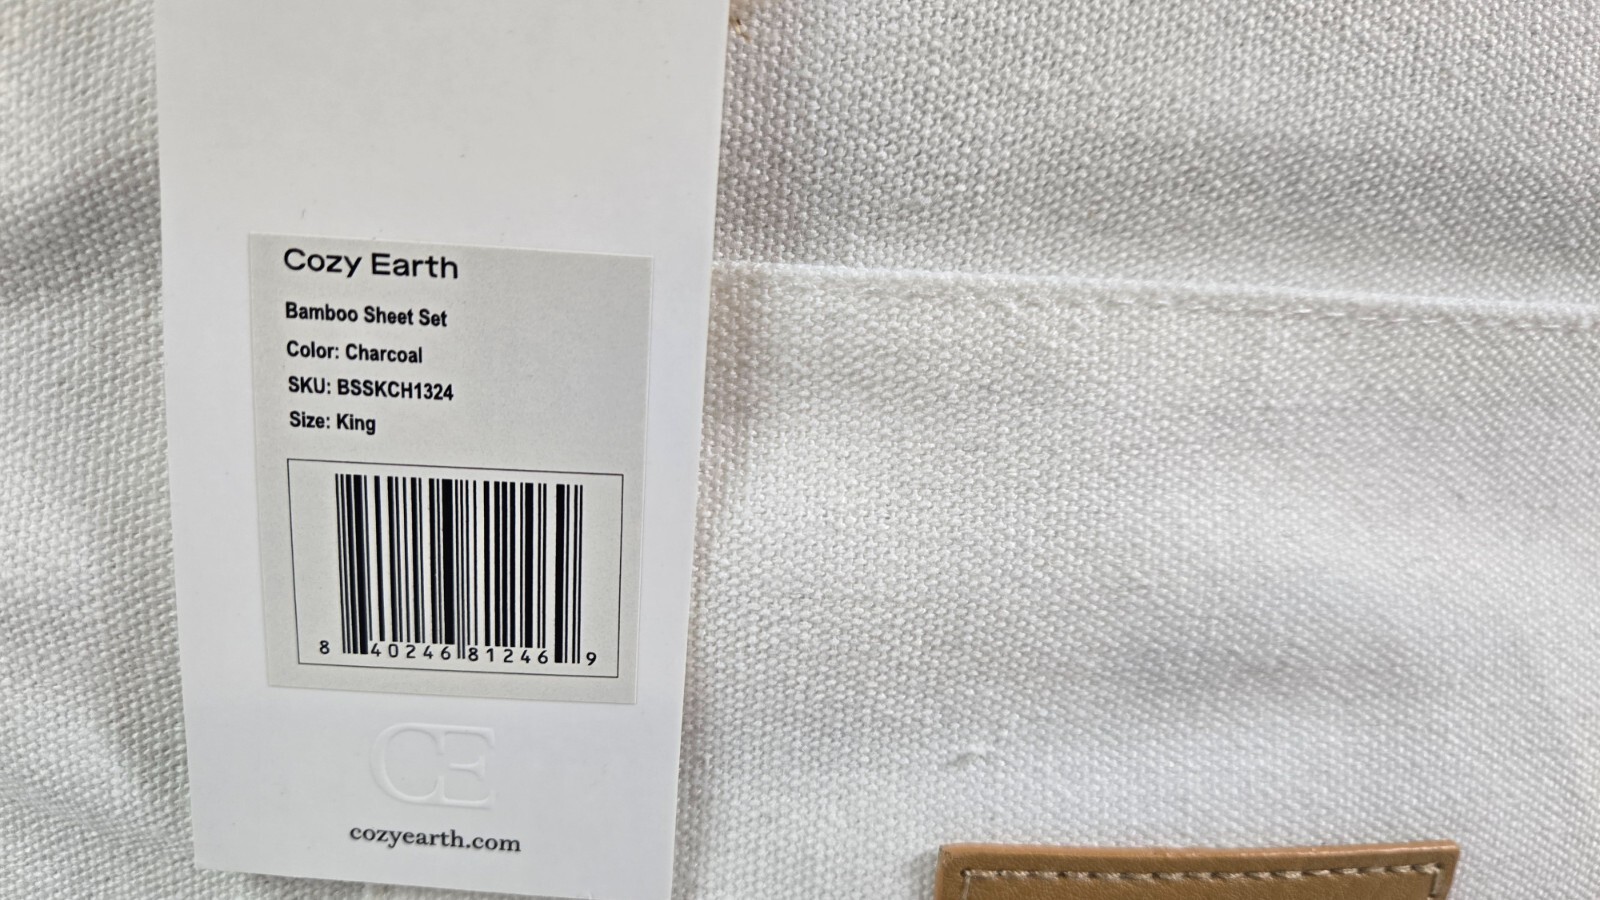 Cozy Earth
Bamboo Sheet Set
Color: Charcoal
SKU: BSSKCH1324
Size: King
8 40246 81246 9
CE
cozyearth.com